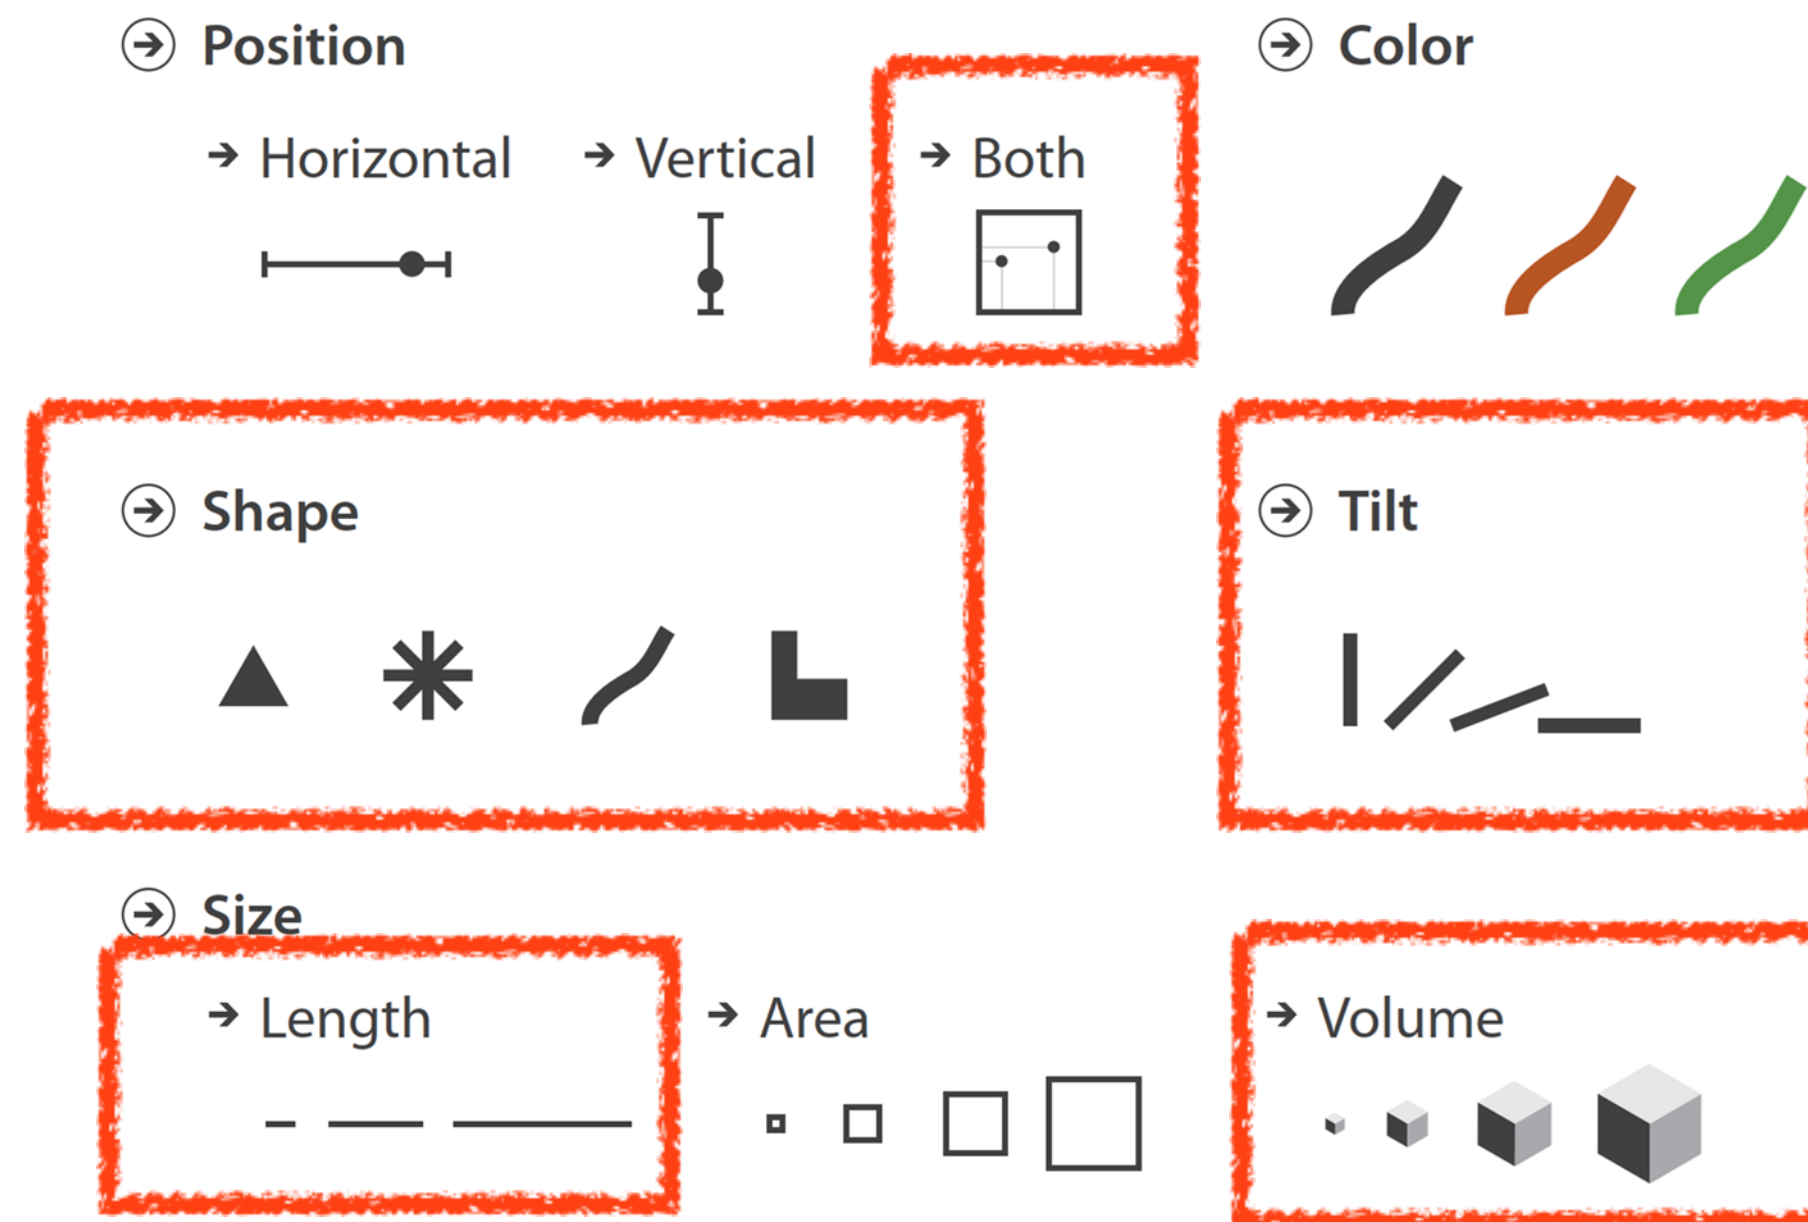 Position
Color
→ Horizontal → Vertical → Both
Shape
Tilt
Size
→ Length → Area → Volume